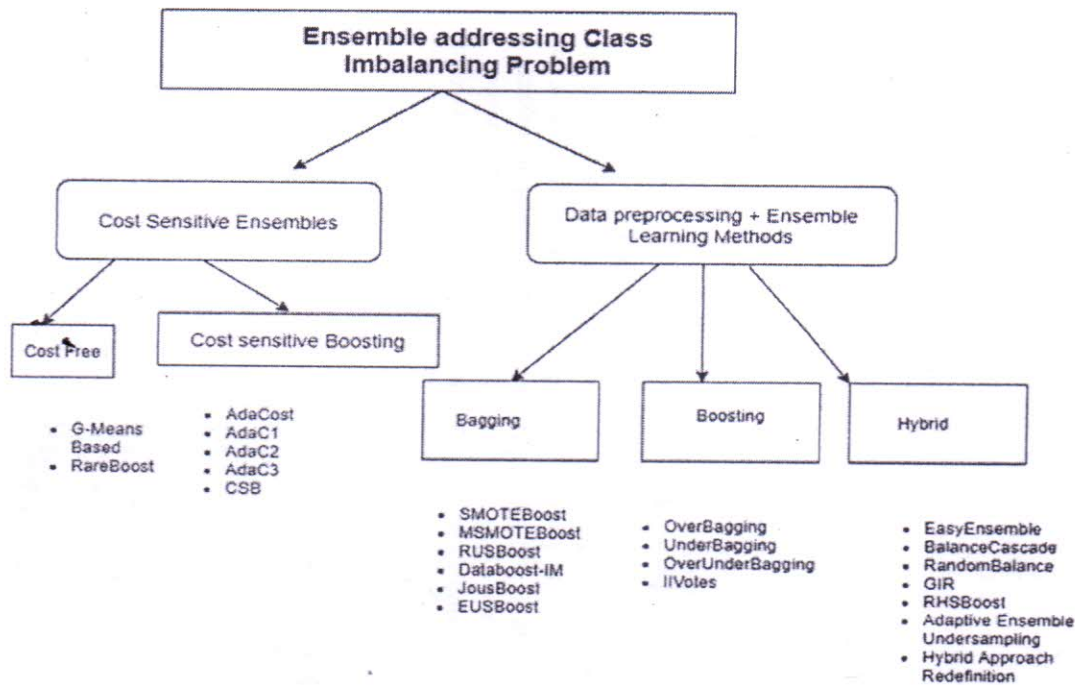 Ensemble addressing Class
Imbalancing Problem
Cost Sensitive Ensembles
Data preprocessing + Ensemble
Learning Methods
Cost Free
Cost sensitive Boosting
Bagging
Boosting
Hybrid
• G-Means
Based
• RareBoost
• AdaCost
• AdaC1
• AdaC2
• AdaC3
• CSB
• SMOTEBoost
• MSMOTEBoost
• RUSBoost
• Databoost-IM
• JousBoost
• EUSBoost
• OverBagging
• UnderBagging
• OverUnderBagging
• IIVotes
• EasyEnsemble
• BalanceCascade
• RandomBalance
• GIR
• RHSBoost
• Adaptive Ensemble
Undersampling
• Hybrid Approach
Redefinition